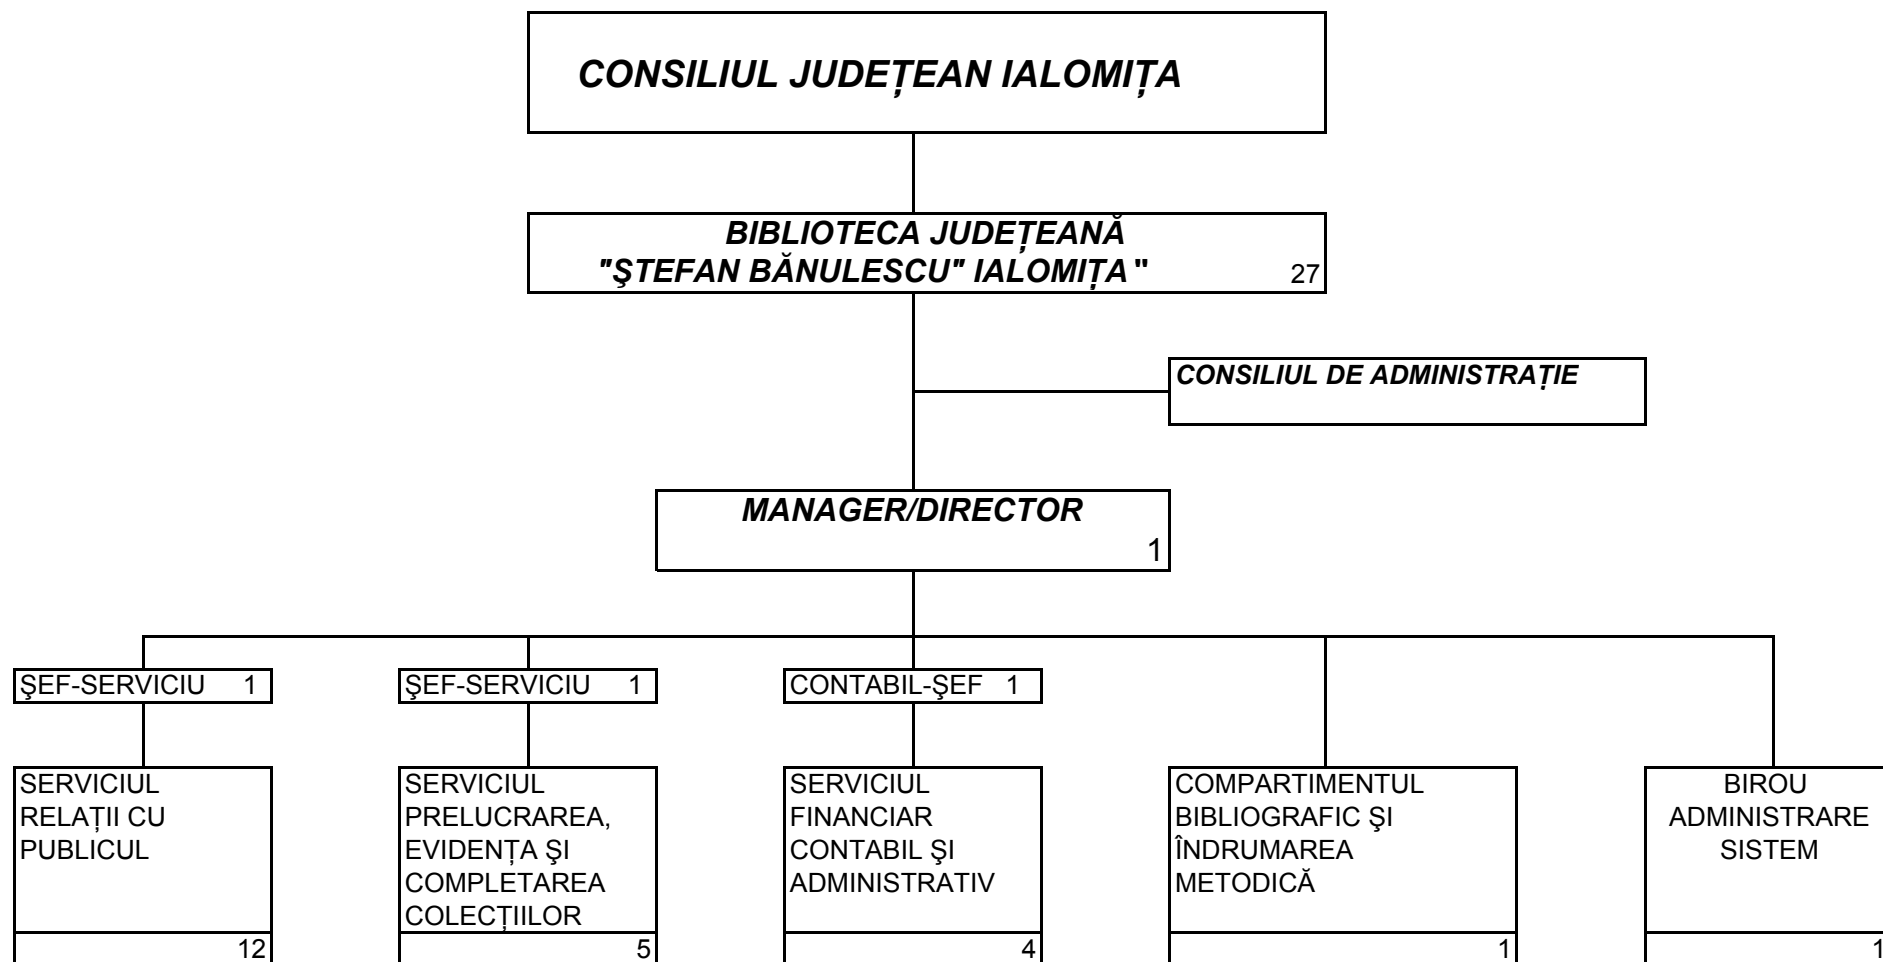 CONSILIUL JUDEȚEAN IALOMIȚA
BIBLIOTECA JUDEȚEANĂ
"ŞTEFAN BĂNULESCU" IALOMIȚA "
27
CONSILIUL DE ADMINISTRAȚIE
MANAGER/DIRECTOR
1
ŞEF-SERVICIU 1
ŞEF-SERVICIU 1
CONTABIL-ŞEF 1
SERVICIUL
RELAȚII CU
PUBLICUL
12
SERVICIUL
PRELUCRAREA,
EVIDENȚA ŞI
COMPLETAREA
COLECȚIILOR
5
SERVICIUL
FINANCIAR
CONTABIL ŞI
ADMINISTRATIV
4
COMPARTIMENTUL
BIBLIOGRAFIC ŞI
ÎNDRUMAREA
METODICĂ
1
BIROU
ADMINISTRARE
SISTEM
1